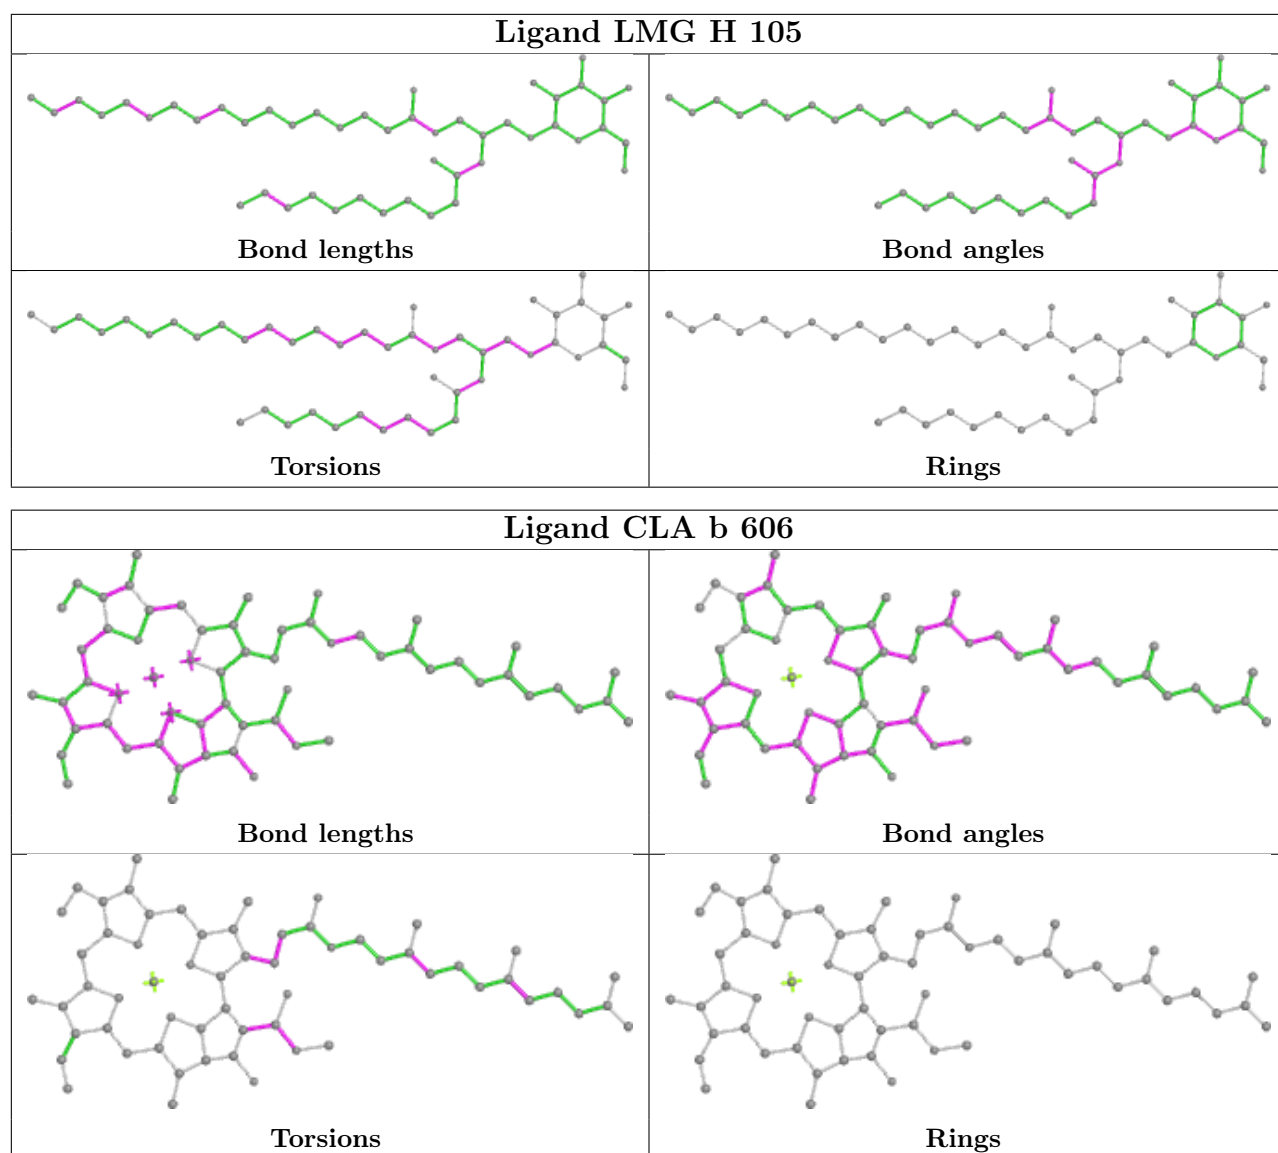 Ligand LMG H 105
Bond lengths
Bond angles
Torsions
Rings
Ligand CLA b 606
Bond lengths
Bond angles
Torsions
Rings